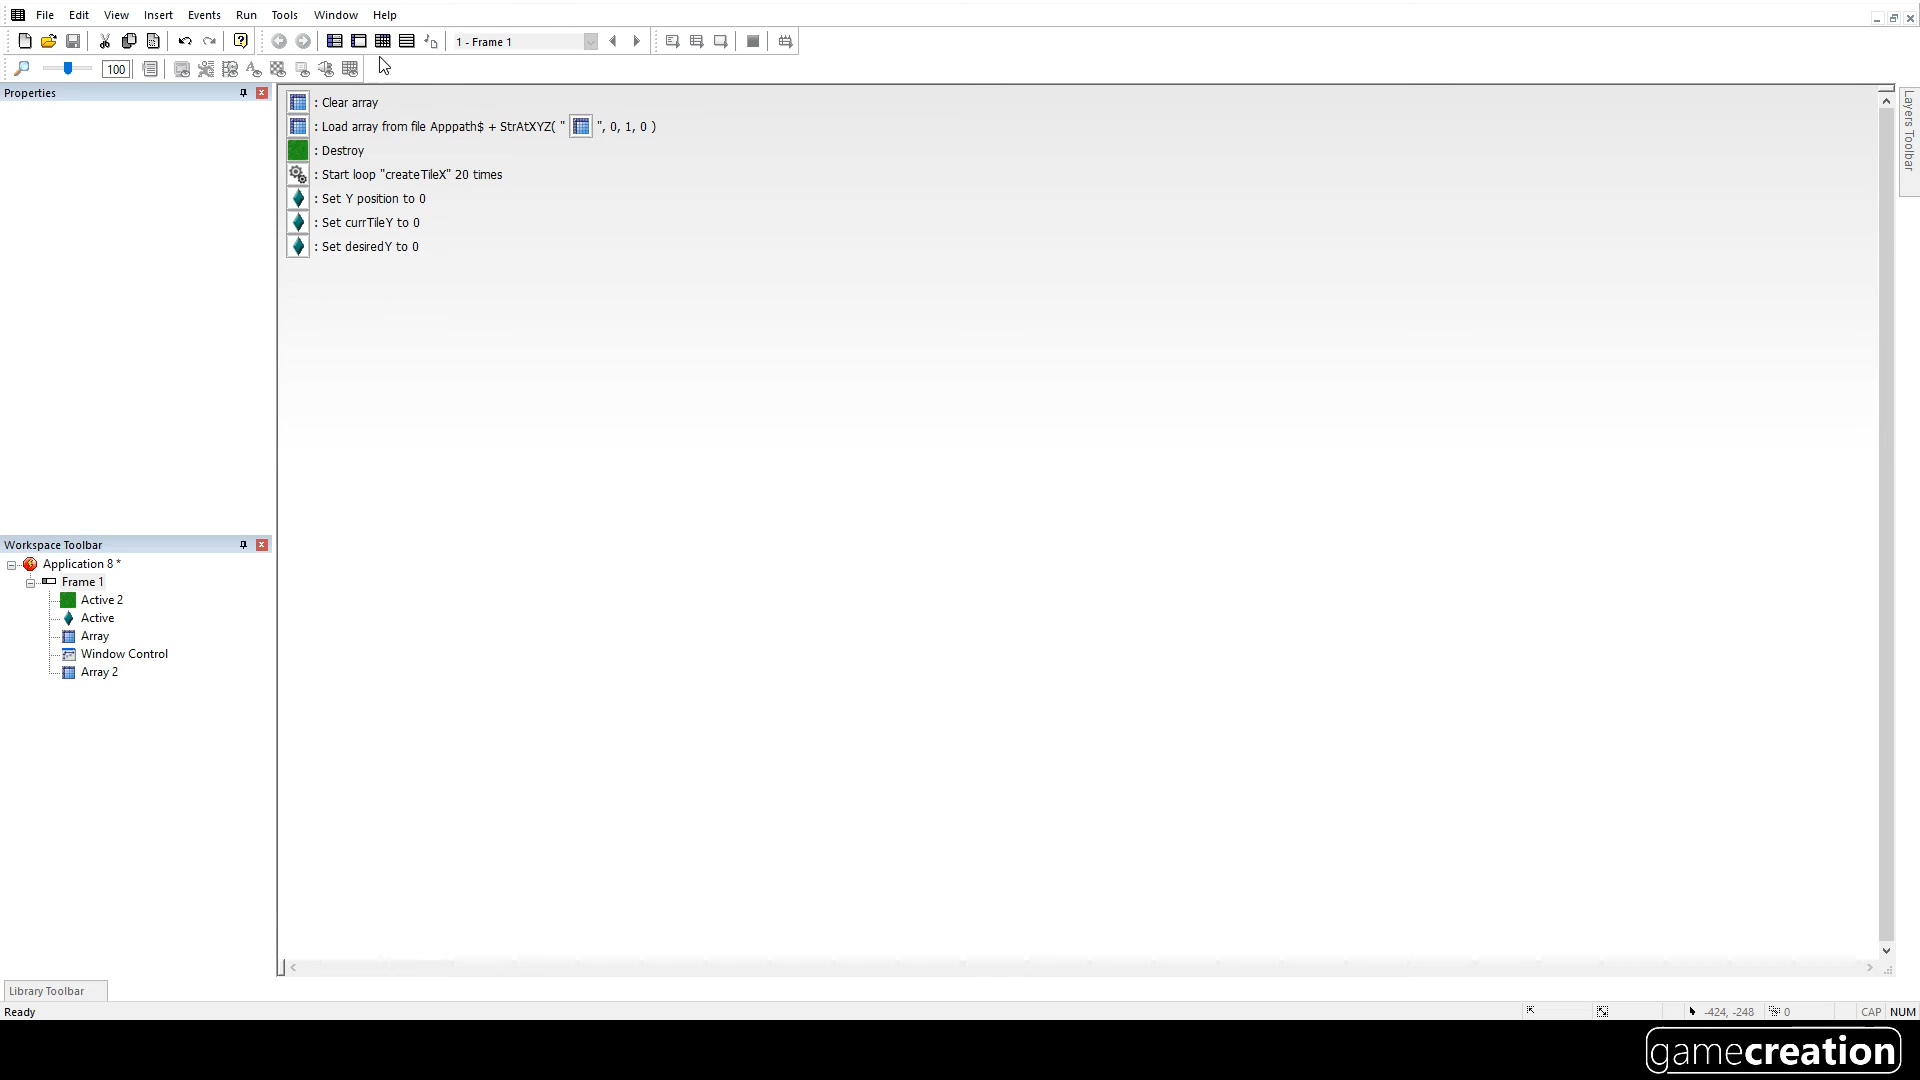 File Edit View Insert Events Run Tools Window Help
1 - Frame 1
100
Properties
: Clear array
: Load array from file Apppath$ + StrAtXYZ( " ", 0, 1, 0 )
: Destroy
: Start loop "createTileX" 20 times
: Set Y position to 0
: Set currTileY to 0
: Set desiredY to 0
Layers Toolbar
Workspace Toolbar
Application 8 *
Frame 1
Active 2
Active
Array
Window Control
Array 2
Library Toolbar
Ready
-424, -248 0 CAP NUM
gamecreation